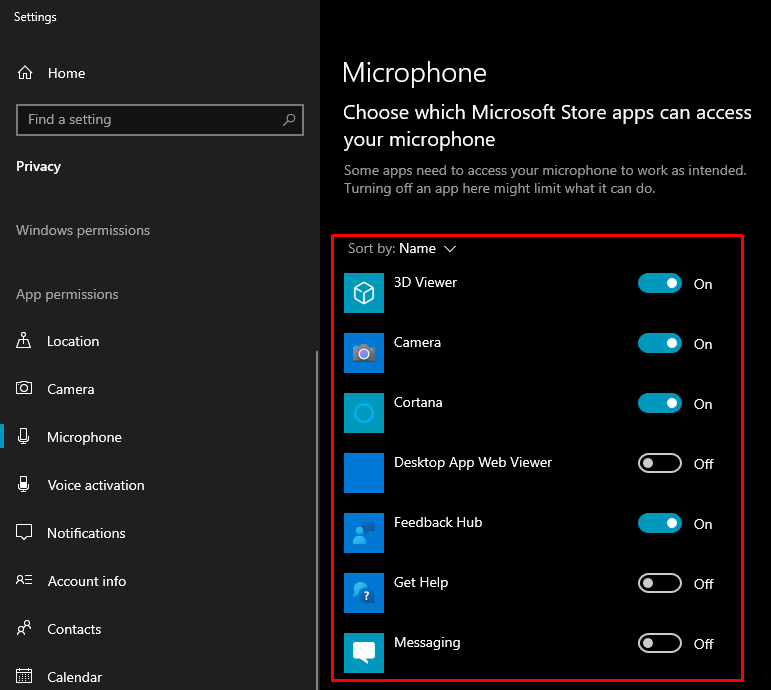 Settings
Home
Find a setting
Privacy
Windows permissions
App permissions
Location
Camera
Microphone
Voice activation
Notifications
Account info
Contacts
Calendar
Microphone
Choose which Microsoft Store apps can access
your microphone
Some apps need to access your microphone to work as intended.
Turning off an app here might limit what it can do.
Sort by: Name
3D Viewer On
Camera On
Cortana On
Desktop App Web Viewer Off
Feedback Hub On
Get Help Off
Messaging Off